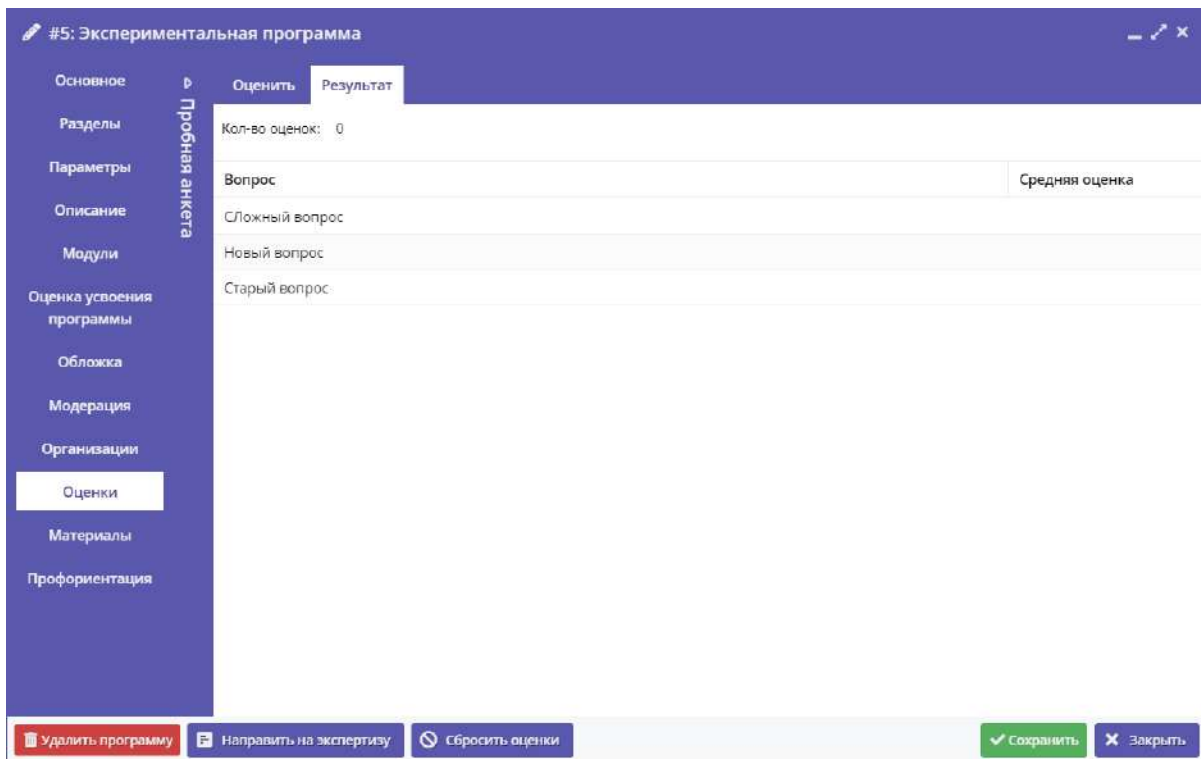 #5: Экспериментальная программа
Основное
Разделы
Параметры
Описание
Модули
Оценка усвоения
программы
Обложка
Модерация
Организации
Оценки
Материалы
Профориентация
Пробная анкета
Оценить Результат
Кол-во оценок: 0
Вопрос Средняя оценка
СЛожный вопрос
Новый вопрос
Старый вопрос
Удалить программу Направить на экспертизу Сбросить оценки Сохранить Закрыть